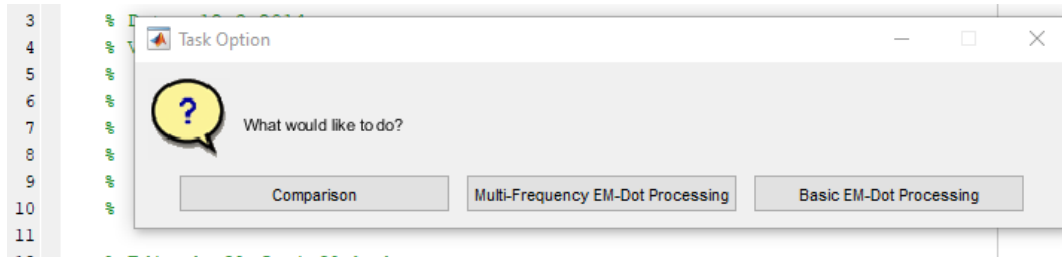 3 %
Task Option
4 %
5 %
6 %
7 %
What would like to do?
8 %
9 %
Comparison
Multi-Frequency EM-Dot Processing
Basic EM-Dot Processing
10 %
11